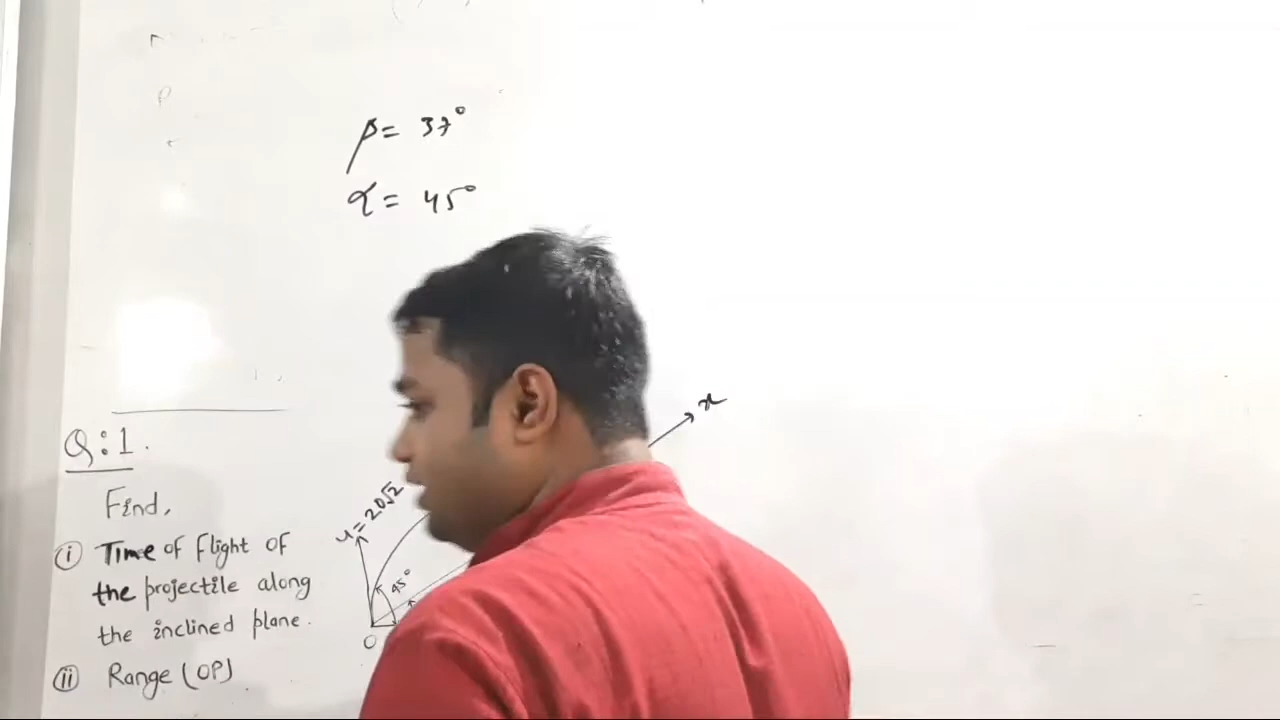 β = 37°
α = 45°
Q:1.
Find,
(i) Time of flight of
the projectile along
the inclined plane.
(ii) Range (OP)
u = 20√2
45°
O
x